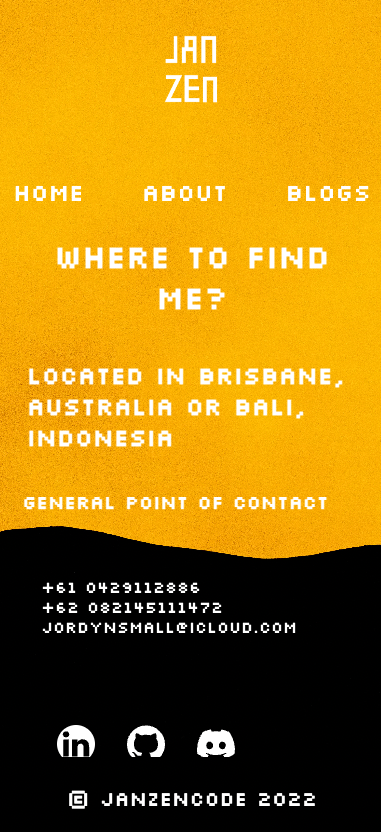 JAN
ZEN
HOME ABOUT BLOGS
WHERE TO FIND
ME?
LOCATED IN BRISBANE,
AUSTRALIA OR BALI,
INDONESIA
GENERAL POINT OF CONTACT
+61 0429112886
+62 082145111472
JORDYNSMALL@ICLOUD.COM
in
© JANZENCODE 2022